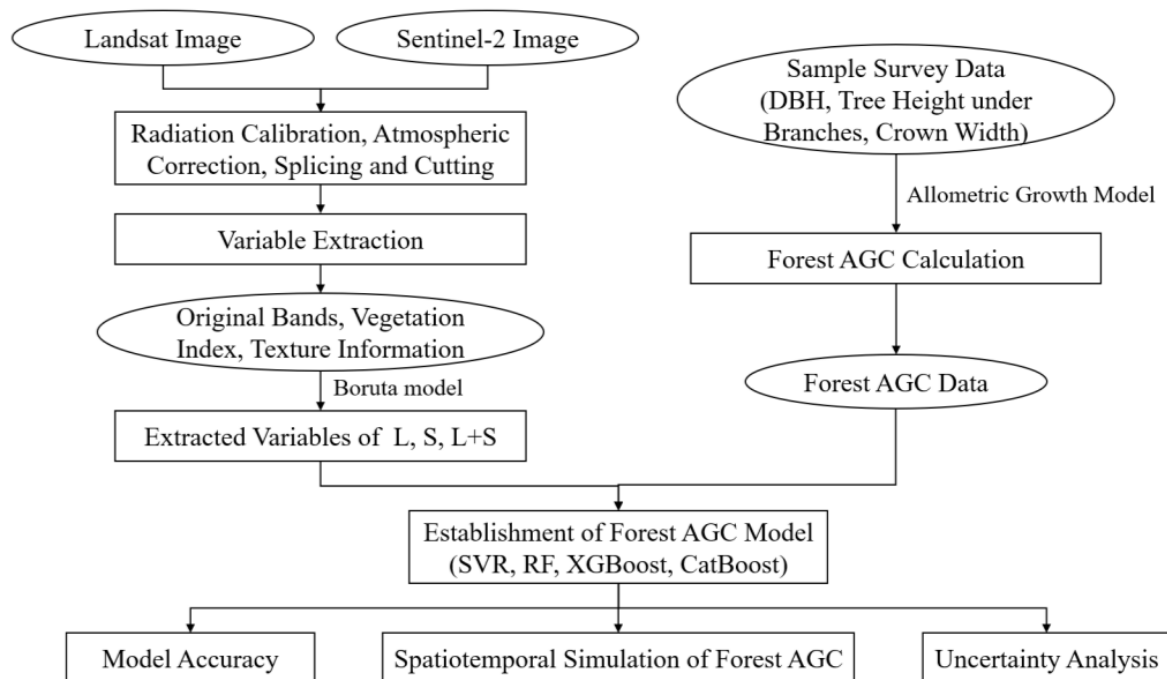 Landsat Image
Sentinel-2 Image
Sample Survey Data
(DBH, Tree Height under
Branches, Crown Width)
Radiation Calibration, Atmospheric
Correction, Splicing and Cutting
Allometric Growth Model
Variable Extraction
Forest AGC Calculation
Original Bands, Vegetation
Index, Texture Information
Boruta model
Forest AGC Data
Extracted Variables of L, S, L+S
Establishment of Forest AGC Model
(SVR, RF, XGBoost, CatBoost)
Model Accuracy
Spatiotemporal Simulation of Forest AGC
Uncertainty Analysis